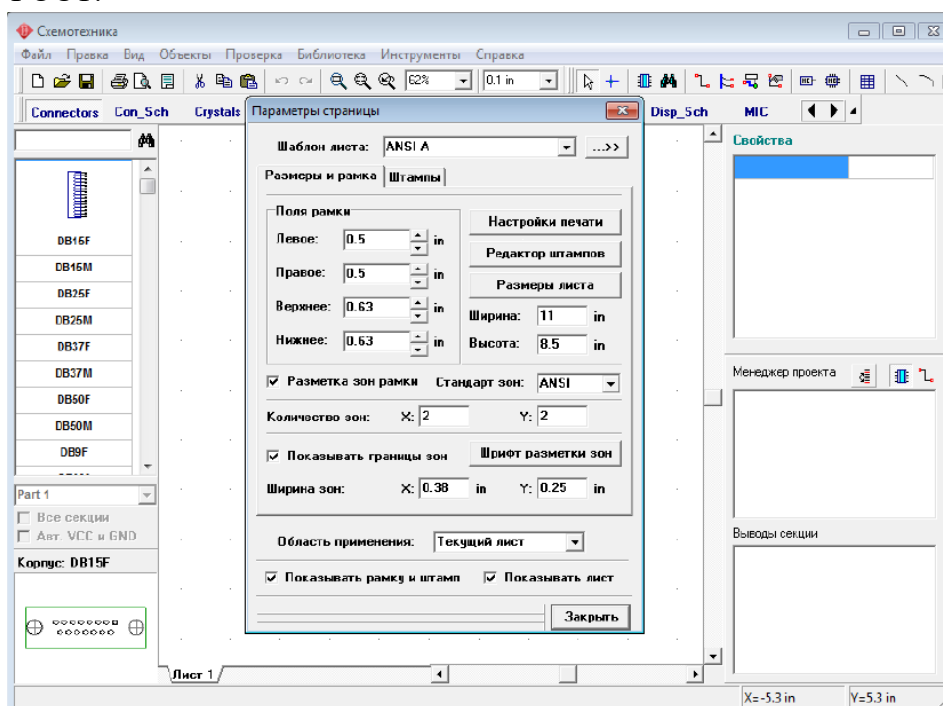 Схемотехника
Файл Правка Вид Объекты Проверка Библиотека Инструменты Справка
62% 0.1 in
Connectors Con_Sch Crystals Disp_Sch MIC
Параметры страницы
Шаблон листа: ANSI A ...>>
Размеры и рамка Штампы
Поля рамки
Левое: 0.5 in
Правое: 0.5 in
Верхнее: 0.63 in
Нижнее: 0.63 in
Настройки печати
Редактор штампов
Размеры листа
Ширина: 11 in
Высота: 8.5 in
Разметка зон рамки Стандарт зон: ANSI
Количество зон: X: 2 Y: 2
Показывать границы зон Шрифт разметки зон
Ширина зон: X: 0.38 in Y: 0.25 in
Область применения: Текущий лист
Показывать рамку и штамп Показывать лист
Закрыть
DB15F
DB15M
DB25F
DB25M
DB37F
DB37M
DB50F
DB50M
DB9F
Part 1
Все секции
Авт. VCC и GND
Корпус: DB15F
Свойства
Менеджер проекта
Выводы секции
Лист 1
X=-5.3 in Y=5.3 in